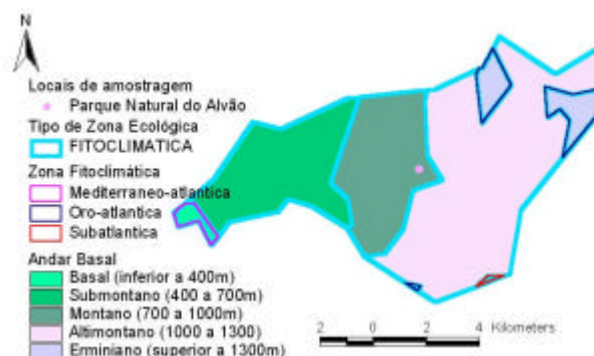 N
Locais de amostragem
Parque Natural do Alvão
Tipo de Zona Ecológica
FITOCLIMATICA
Zona Fitoclimática
Mediterraneo-atlantica
Oro-atlantica
Subatlantica
Andar Basal
Basal (inferior a 400m)
Submontano (400 a 700m)
Montano (700 a 1000m)
Altimontano (1000 a 1300)
Erminiano (superior a 1300m)
2 0 2 4 Kilometers